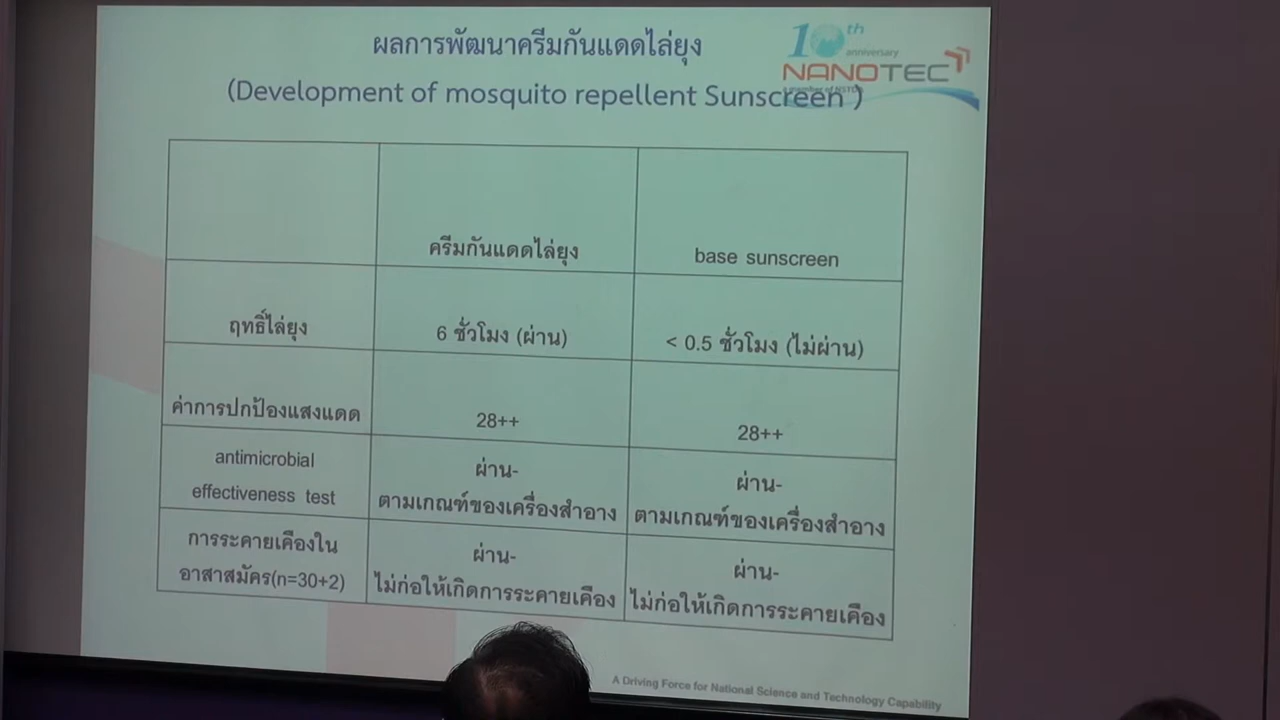 ผลการพัฒนาครีมกันแดดไล่ยุง
(Development of mosquito repellent Sunscreen )
10th
anniversary
NANOTEC
ครีมกันแดดไล่ยุง
base sunscreen
ฤทธิ์ไล่ยุง
6 ชั่วโมง (ผ่าน)
< 0.5 ชั่วโมง (ไม่ผ่าน)
ค่าการปกป้องแสงแดด
28++
28++
antimicrobial
effectiveness test
ผ่าน-
ตามเกณฑ์ของเครื่องสำอาง
ผ่าน-
ตามเกณฑ์ของเครื่องสำอาง
การระคายเคืองใน
อาสาสมัคร(n=30+2)
ผ่าน-
ไม่ก่อให้เกิดการระคายเคือง
ผ่าน-
ไม่ก่อให้เกิดการระคายเคือง
A Driving Force for National Science and Technology Capability